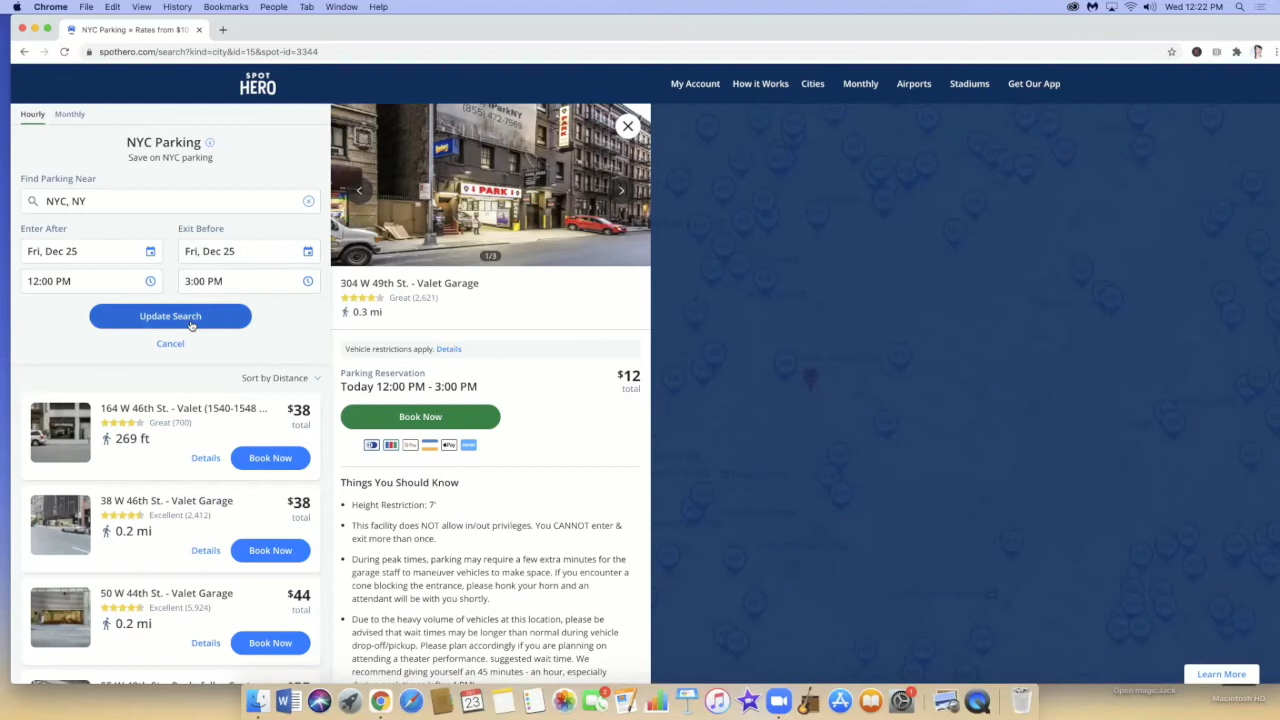 Chrome File Edit View History Bookmarks People Tab Window Help
Wed 12:22 PM
NYC Parking » Rates from $10
spothero.com/search?kind=city&id=15&spot-id=3344
SPOT
HERO
My Account How it Works Cities Monthly Airports Stadiums Get Our App
Hourly Monthly
NYC Parking
Save on NYC parking
Find Parking Near
NYC, NY
Enter After Exit Before
Fri, Dec 25 Fri, Dec 25
12:00 PM 3:00 PM
Update Search
Cancel
Sort by Distance
164 W 46th St. - Valet (1540-1548 ...
$38
Great (700)
total
269 ft
Details Book Now
38 W 46th St. - Valet Garage
$38
Excellent (2,412)
total
0.2 mi
Details Book Now
50 W 44th St. - Valet Garage
$44
Excellent (5,924)
total
0.2 mi
Details Book Now
iParkNY
(855) 472-7569
PARK
PARK
1/3
304 W 49th St. - Valet Garage
Great (2,621)
0.3 mi
Vehicle restrictions apply. Details
Parking Reservation
$12
Today 12:00 PM - 3:00 PM
total
Book Now
Things You Should Know
• Height Restriction: 7'
• This facility does NOT allow in/out privileges. You CANNOT enter &
exit more than once.
• During peak times, parking may require a few extra minutes for the
garage staff to maneuver vehicles to make space. If you encounter a
cone blocking the entrance, please honk your horn and an
attendant will be with you shortly.
• Due to the heavy volume of vehicles at this location, please be
advised that wait times may be longer than normal during vehicle
drop-off/pickup. Please plan accordingly if you are planning on
attending a theater performance. suggested wait time. We
recommend giving yourself an 45 minutes - an hour, especially
Learn More
Open magicJack
Macintosh HD
23
3
1